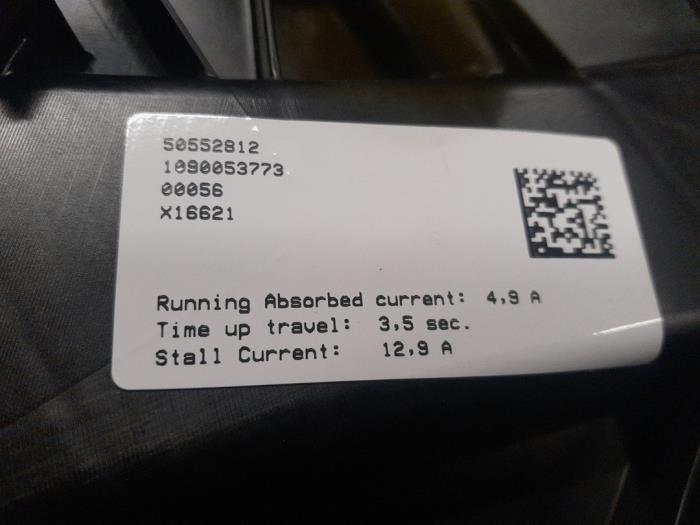 50552812
1090053773
00056
X16621
Running Absorbed current: 4,9 A
Time up travel: 3,5 sec.
Stall Current: 12,9 A